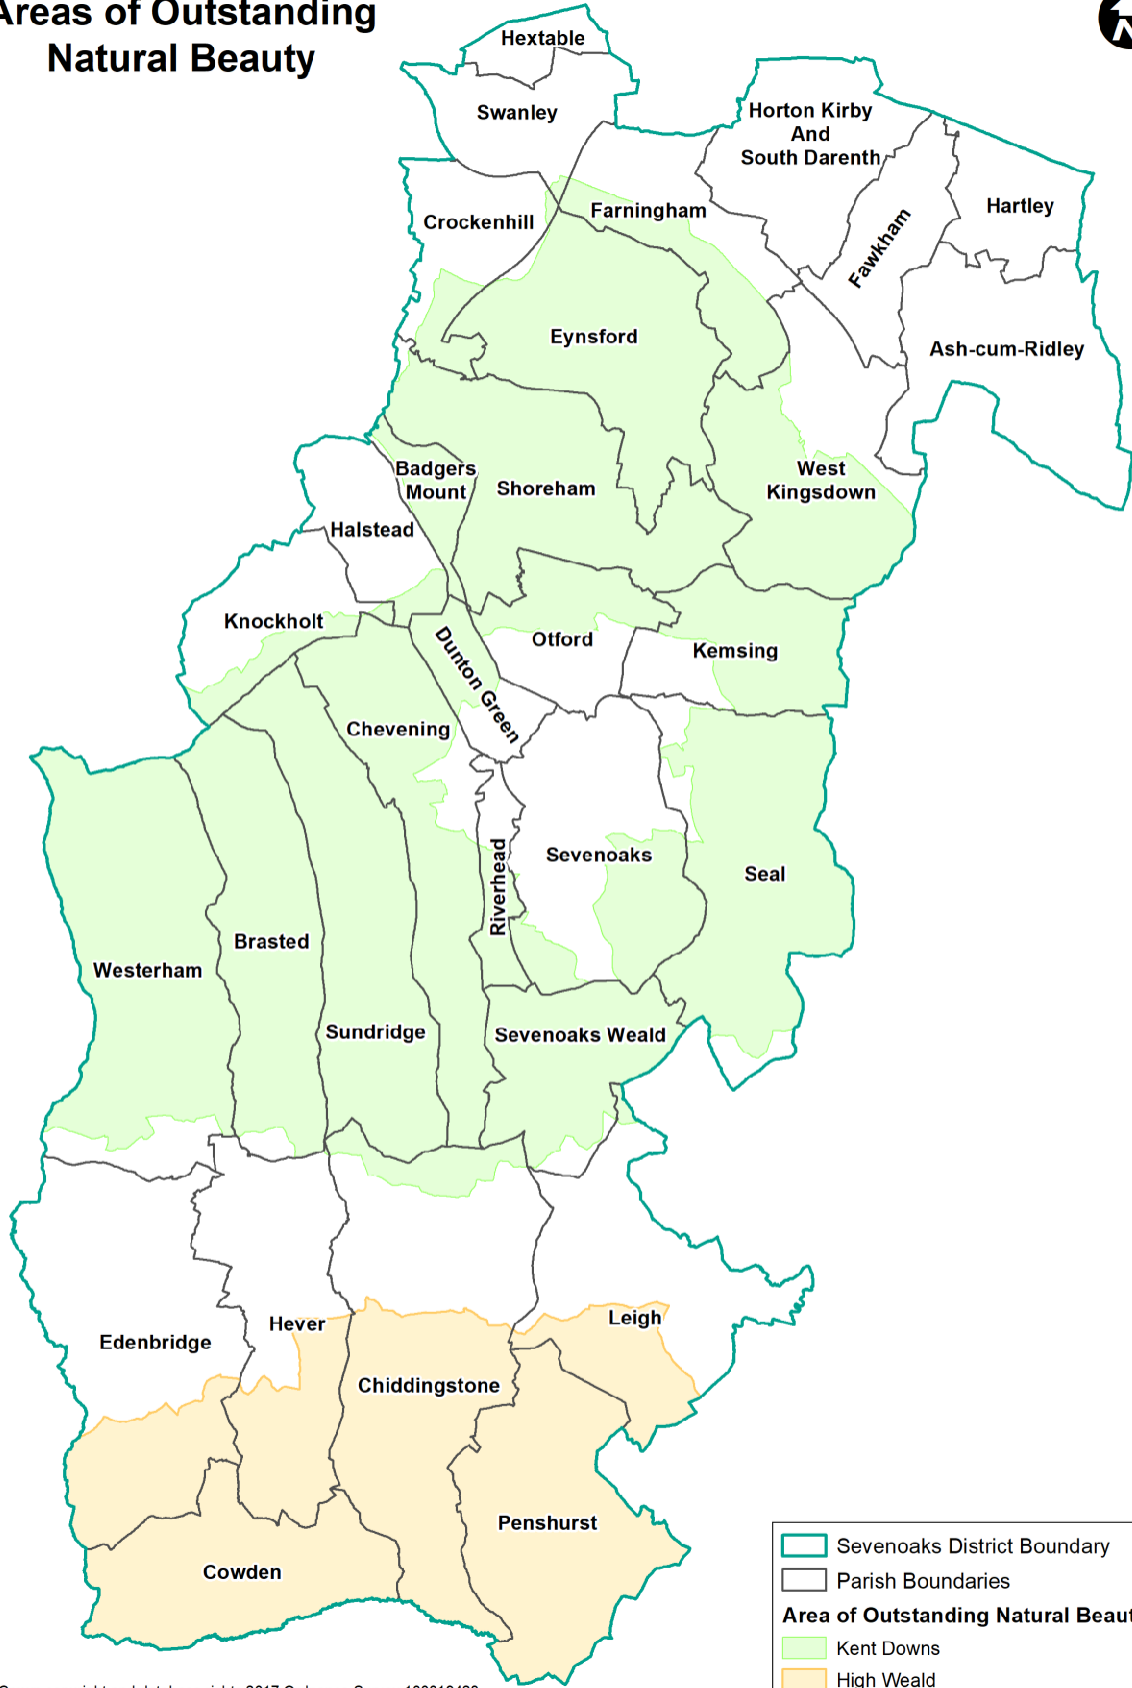 Areas of Outstanding
Natural Beauty
N
Hextable
Swanley
Horton Kirby
And
South Darenth
Crockenhill
Farningham
Fawkham
Hartley
Eynsford
Ash-cum-Ridley
Badgers
Mount
Shoreham
West
Kingsdown
Halstead
Knockholt
Dunton Green
Otford
Kemsing
Chevening
Riverhead
Sevenoaks
Seal
Brasted
Westerham
Sundridge
Sevenoaks Weald
Hever
Leigh
Edenbridge
Chiddingstone
Penshurst
Cowden
Sevenoaks District Boundary
Parish Boundaries
Area of Outstanding Natural Beaut
Kent Downs
High Weald